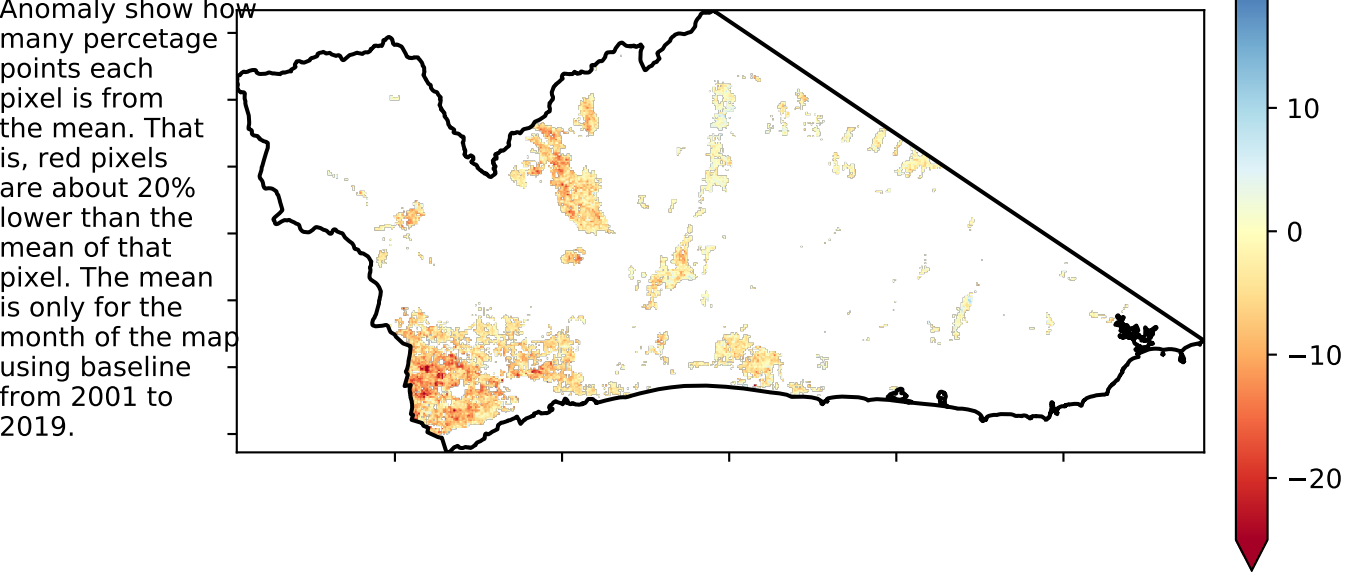 Anomaly show how
many percetage
points each
pixel is from
the mean. That
is, red pixels
are about 20%
lower than the
mean of that
pixel. The mean
is only for the
month of the map
using baseline
from 2001 to
2019.
10
0
−10
−20